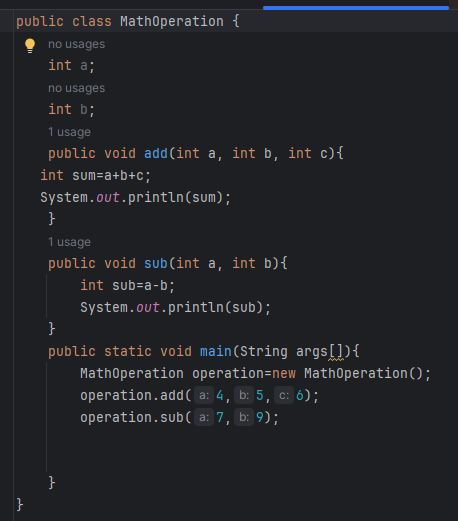 public class MathOperation {
no usages
int a;
no usages
int b;
1 usage
public void add(int a, int b, int c){
int sum=a+b+c;
System.out.println(sum);
}
1 usage
public void sub(int a, int b){
int sub=a-b;
System.out.println(sub);
}
public static void main(String args[]){
MathOperation operation=new MathOperation();
operation.add( a: 4, b: 5, c: 6);
operation.sub( a: 7, b: 9);
}
}